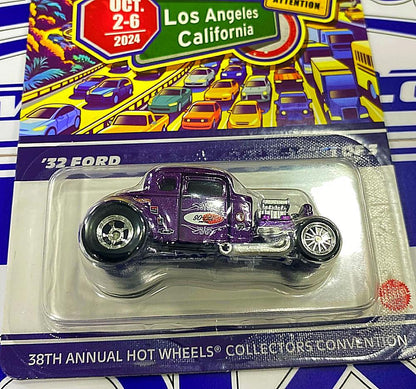 ATTENTION
OCT.
2-6
2024
Los Angeles
California
'32 FORD
38TH ANNUAL HOT WHEELS® COLLECTORS CONVENTION